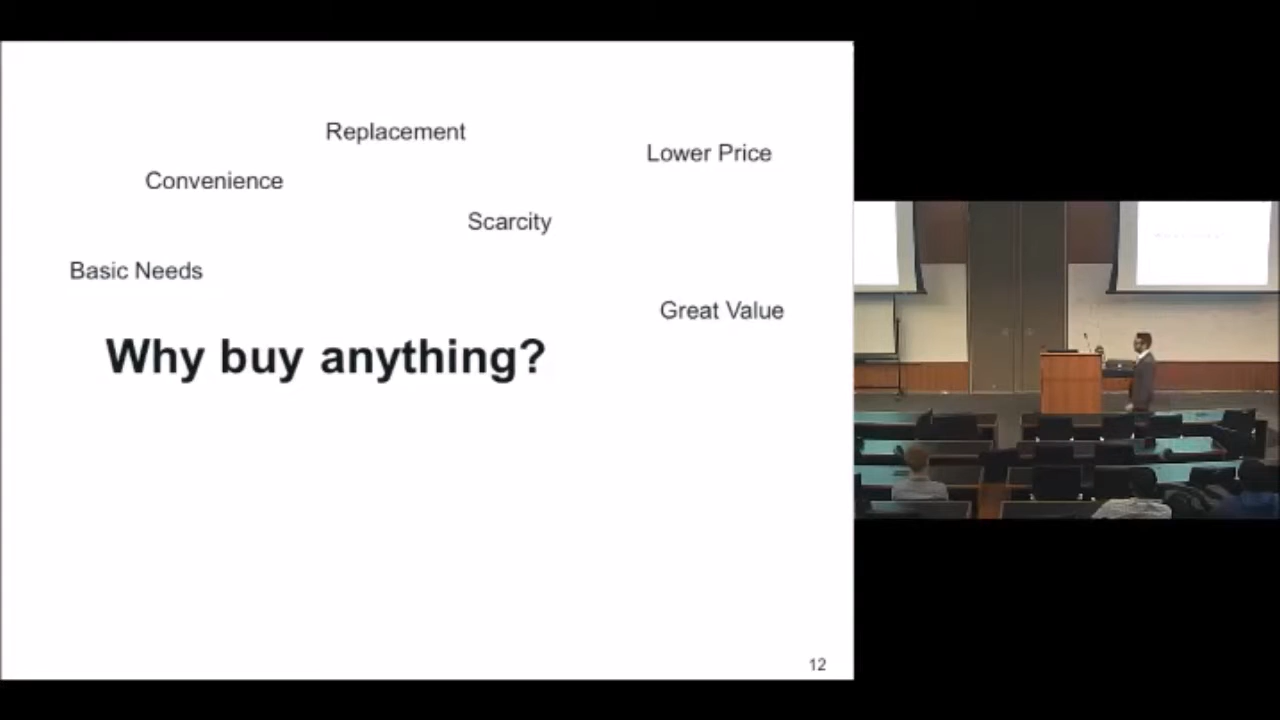 Replacement
Lower Price
Convenience
Scarcity
Basic Needs
Great Value
Why buy anything?
12